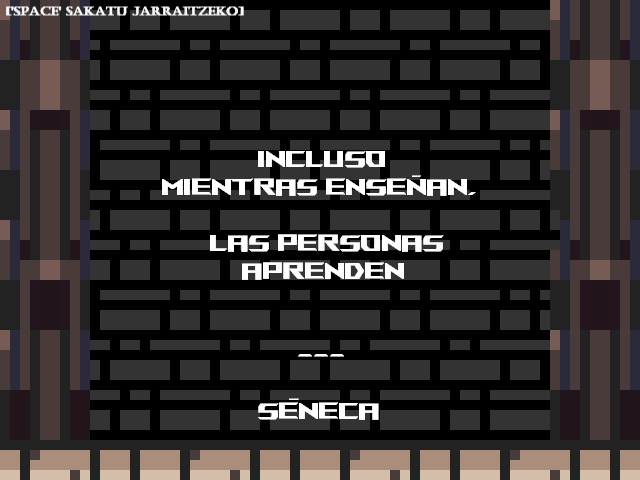 ['SPACE' SAKATU JARRAITZEKO]
INCLUSO
MIENTRAS ENSEÑAN,
LAS PERSONAS
APRENDEN
---
SÉNECA